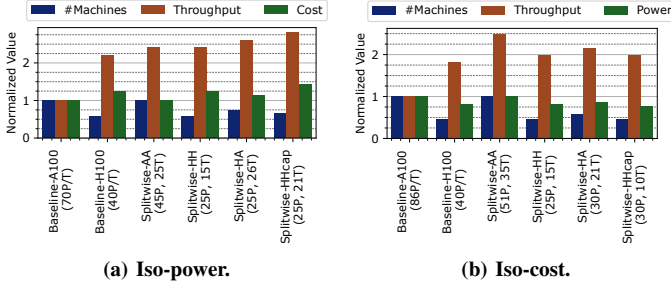 #Machines Throughput Cost
Normalized Value
2
1
0
Baseline-A100
(70P/T)
Baseline-H100
(40P/T)
Splitwise-AA
(45P, 25T)
Splitwise-HH
(25P, 15T)
Splitwise-HA
(25P, 26T)
Splitwise-HHcap
(25P, 21T)
(a) Iso-power.
#Machines Throughput Power
Normalized Value
2
1
0
Baseline-A100
(86P/T)
Baseline-H100
(40P/T)
Splitwise-AA
(51P, 35T)
Splitwise-HH
(25P, 15T)
Splitwise-HA
(30P, 21T)
Splitwise-HHcap
(30P, 10T)
(b) Iso-cost.